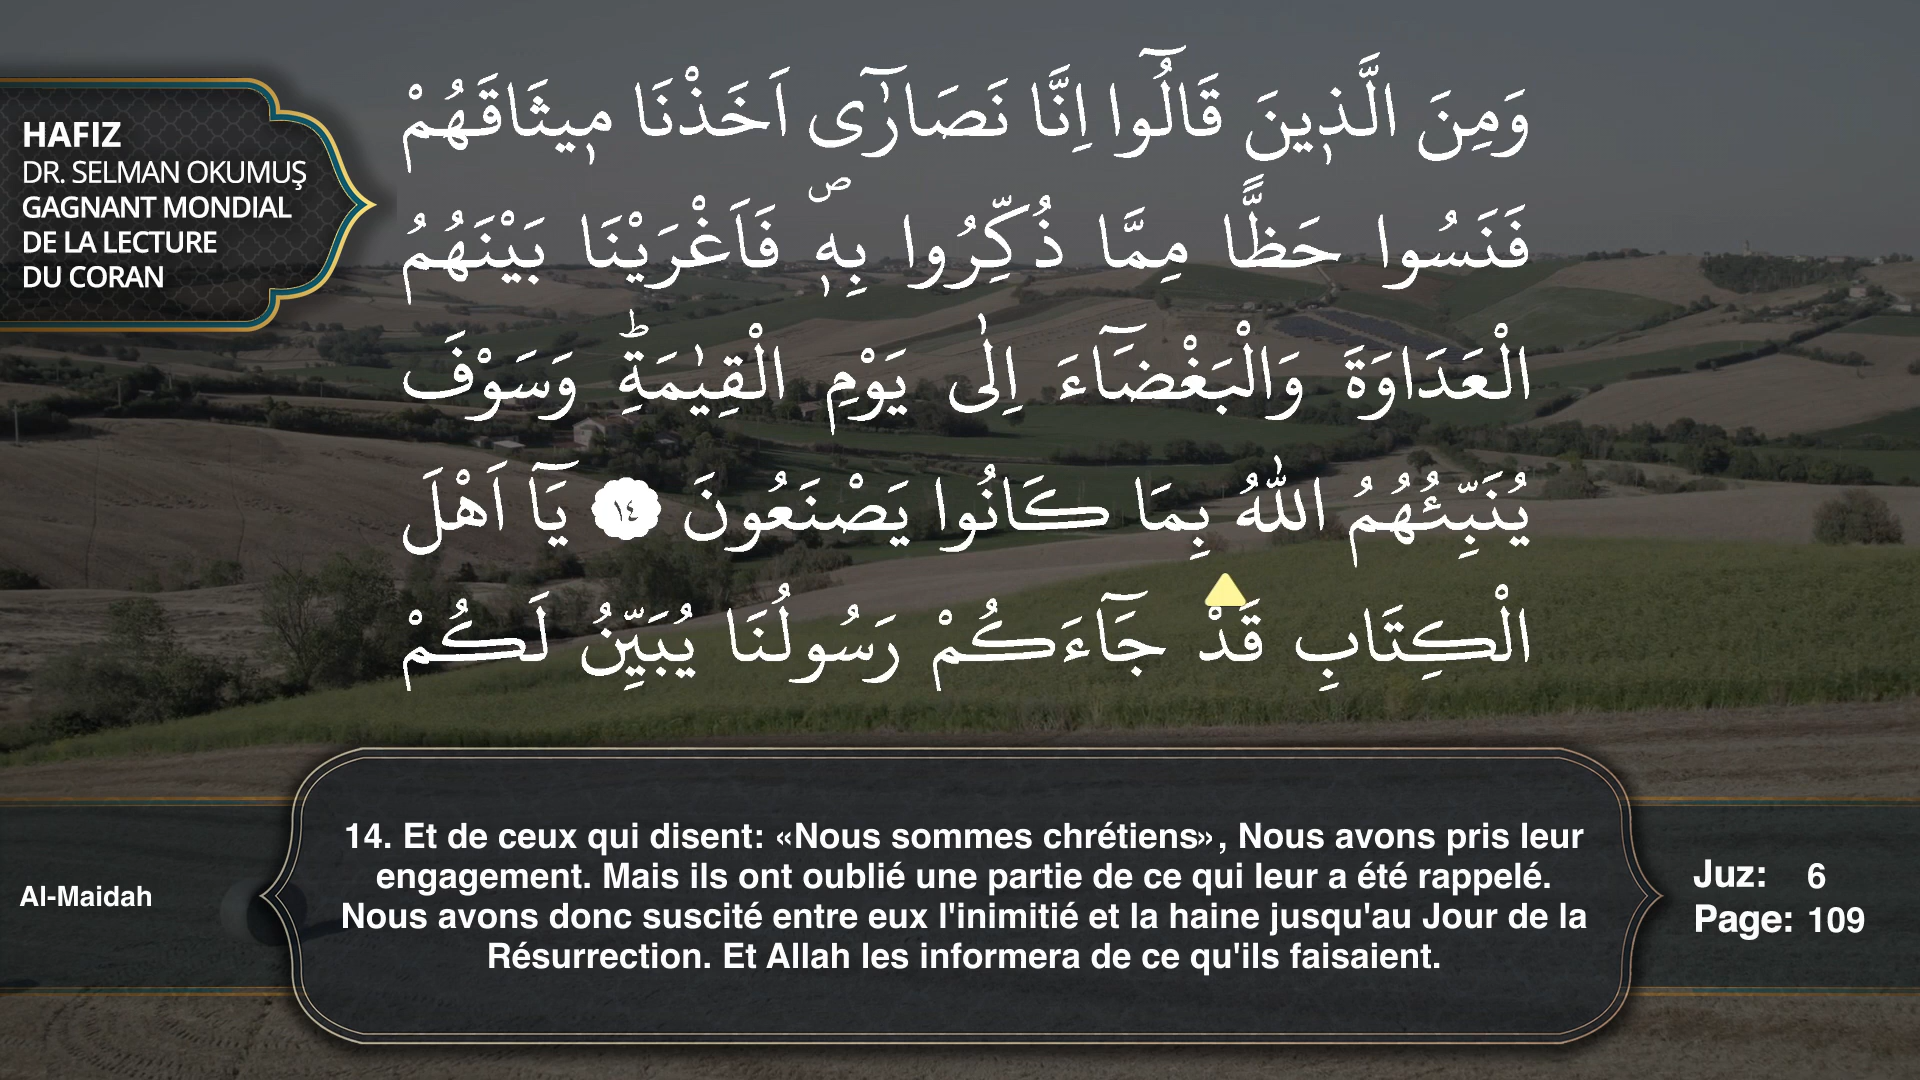 HAFIZ
DR. SELMAN OKUMUŞ
GAGNANT MONDIAL
DE LA LECTURE
DU CORAN
وَمِنَ الَّذ۪ينَ قَالُٓوا اِنَّا نَصَارٰٓى اَخَذْنَا م۪يثَاقَهُمْ
فَنَسُوا حَظًّا مِمَّا ذُكِّرُوا بِه۪ۖ فَاَغْرَيْنَا بَيْنَهُمُ
الْعَدَاوَةَ وَالْبَغْضَٓاءَ اِلٰى يَوْمِ الْقِيٰمَةِۜ وَسَوْفَ
يُنَبِّئُهُمُ اللّٰهُ بِمَا كَانُوا يَصْنَعُونَ ١٤ يَٓا اَهْلَ
الْكِتَابِ قَدْ جَٓاءَكُمْ رَسُولُنَا يُبَيِّنُ لَكُمْ
14. Et de ceux qui disent: «Nous sommes chrétiens», Nous avons pris leur
engagement. Mais ils ont oublié une partie de ce qui leur a été rappelé.
Nous avons donc suscité entre eux l'inimitié et la haine jusqu'au Jour de la
Résurrection. Et Allah les informera de ce qu'ils faisaient.
Al-Maidah
Juz: 6
Page: 109